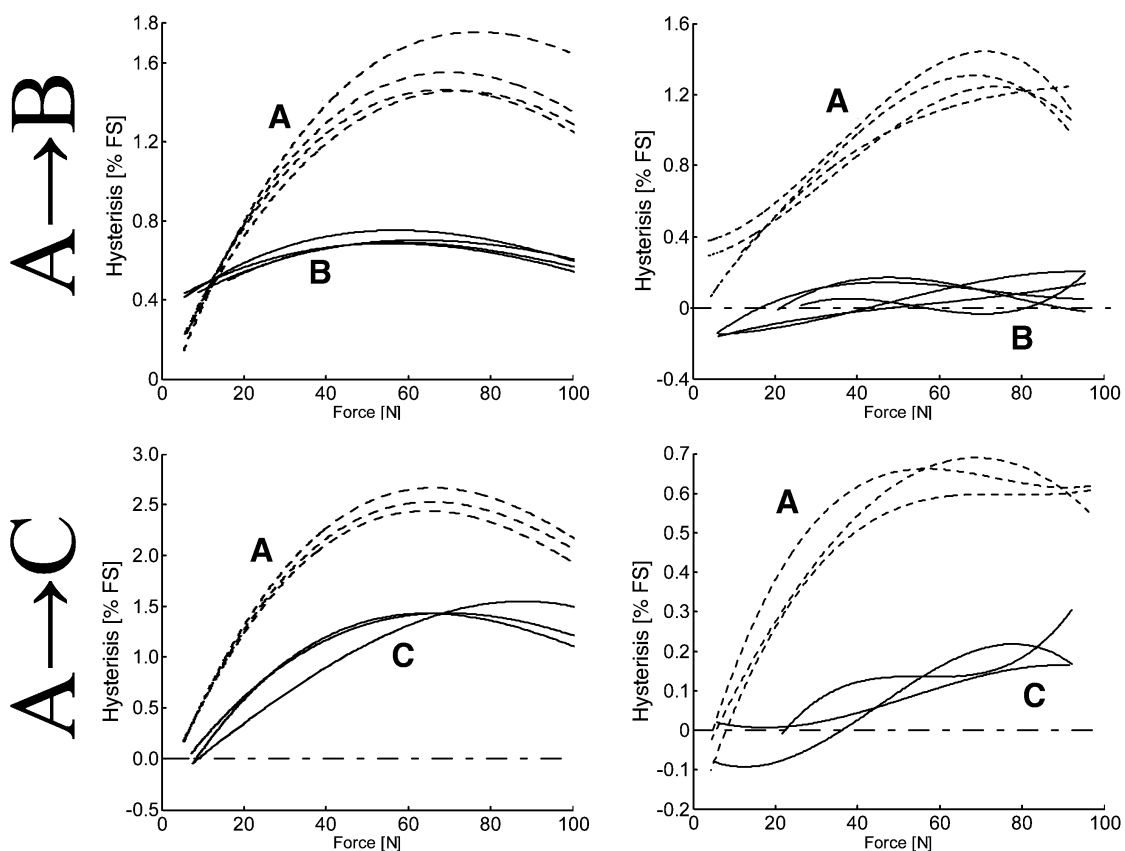 A→B
Hysterisis [% FS]
1.8
1.6
1.2
0.8
0.4
0
A
B
0 20 40 60 80 100
Force [N]
Hysterisis [% FS]
1.6
1.2
0.8
0.4
0
-0.4
A
B
0 20 40 60 80 100
Force [N]
A→C
Hysterisis [% FS]
3.0
2.5
2.0
1.5
1.0
0.5
0.0
-0.5
A
C
0 20 40 60 80 100
Force [N]
Hysterisis [% FS]
0.7
0.6
0.5
0.4
0.3
0.2
0.1
0
-0.1
-0.2
A
C
0 20 40 60 80 100
Force [N]